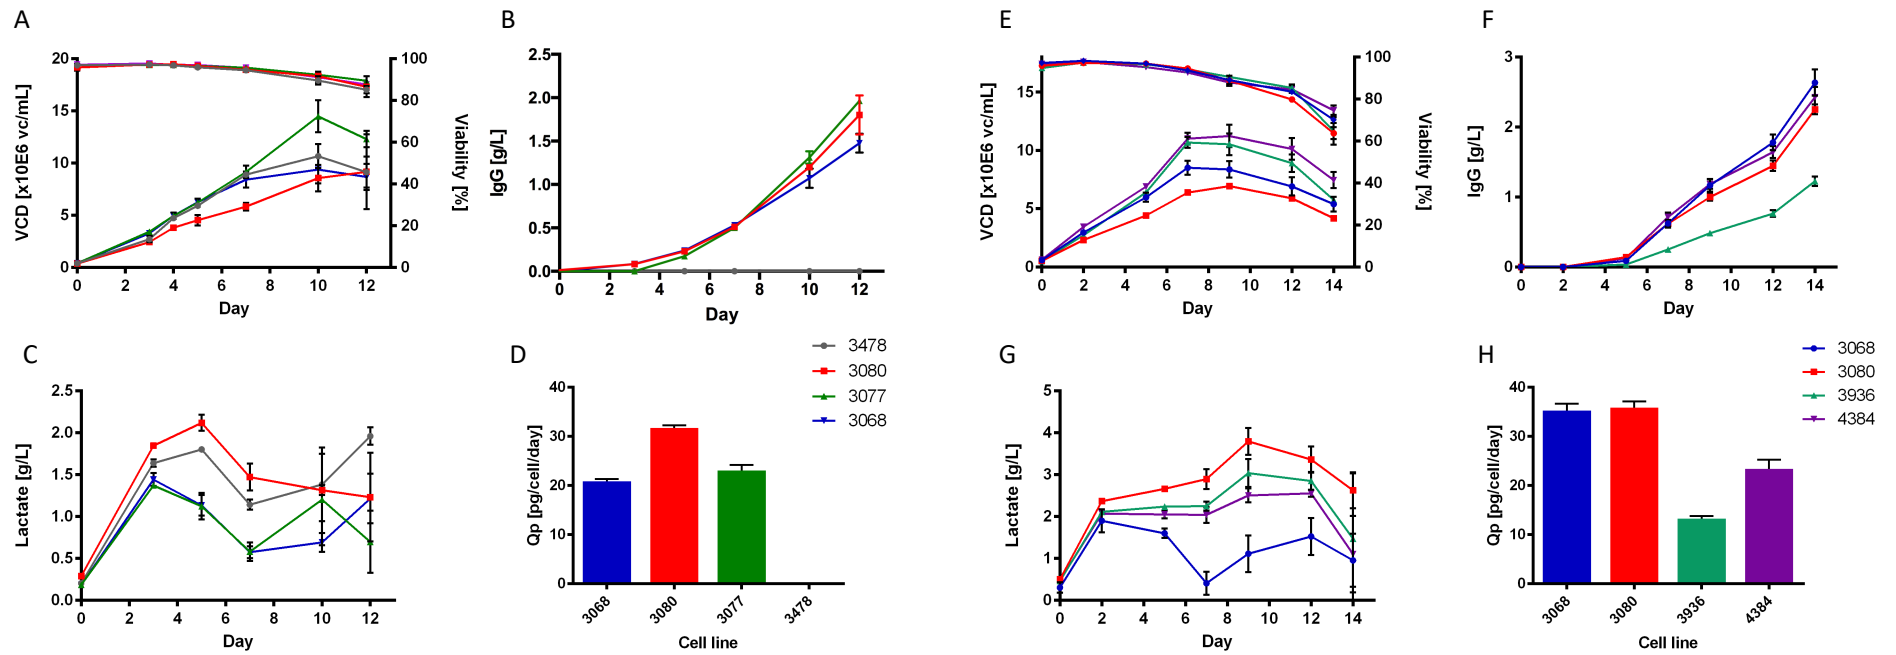 A
20
15
10
5
0
VCD [x10E6 vc/mL]
100
80
60
40
20
0
Viability [%]
0 2 4 6 8 10 12
Day
B
2.5
2.0
1.5
1.0
0.5
0.0
IgG [g/L]
0 2 4 6 8 10 12
Day
E
15
10
5
0
VCD [x10E6 vc/mL]
100
80
60
40
20
0
Viability [%]
0 2 4 6 8 10 12 14
Day
F
3
2
1
0
IgG [g/L]
0 2 4 6 8 10 12 14
Day
C
2.5
2.0
1.5
1.0
0.5
0.0
Lactate [g/L]
0 2 4 6 8 10 12
Day
D
40
30
20
10
0
Qp [pg/cell/day]
3068 3080 3077 3478
Cell line
3478
3080
3077
3068
G
5
4
3
2
1
0
Lactate [g/L]
0 2 4 6 8 10 12 14
Day
H
40
30
20
10
0
Qp [pg/cell/day]
3068 3080 3936 4384
Cell line
3068
3080
3936
4384